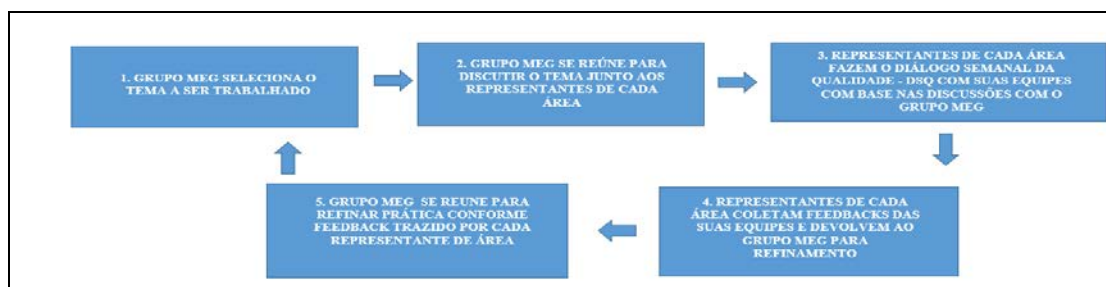 1. GRUPO MEG SELECIONA O
TEMA A SER TRABALHADO
2. GRUPO MEG SE REÚNE PARA
DISCUTIR O TEMA JUNTO AOS
REPRESENTANTES DE CADA
ÁREA
3. REPRESENTANTES DE CADA ÁREA
FAZEM O DIÁLOGO SEMANAL DA
QUALIDADE - DSQ COM SUAS EQUIPES
COM BASE NAS DISCUSSÕES COM O
GRUPO MEG
4. REPRESENTANTES DE CADA
ÁREA COLETAM FEEDBACKS DAS
SUAS EQUIPES E DEVOLVEM AO
GRUPO MEG PARA
REFINAMENTO
5. GRUPO MEG SE REUNE PARA
REFINAR PRÁTICA CONFORME
FEEDBACK TRAZIDO POR CADA
REPRESENTANTE DE ÁREA